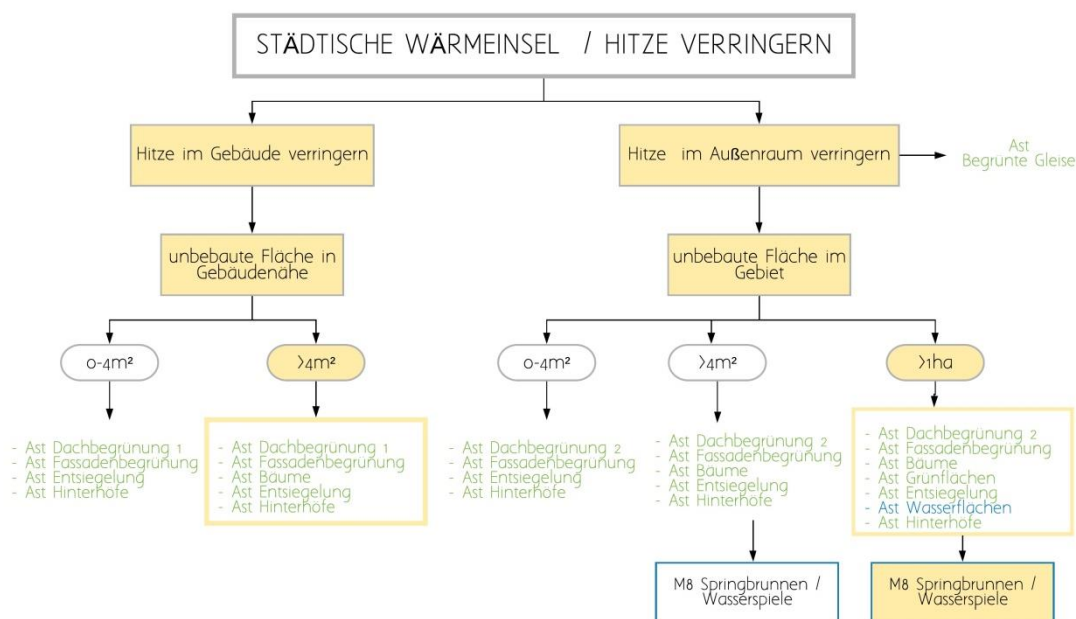 STÄDTISCHE WÄRMEINSEL / HITZE VERRINGERN
Hitze im Gebäude verringern
Hitze im Außenraum verringern
Ast
Begrünte Gleise
unbebaute Fläche in
Gebäudenähe
unbebaute Fläche im
Gebiet
0-4m²
>4m²
0-4m²
>4m²
>1ha
- Ast Dachbegrünung 1
- Ast Fassadenbegrünung
- Ast Entsiegelung
- Ast Hinterhöfe
- Ast Dachbegrünung 1
- Ast Fassadenbegrünung
- Ast Bäume
- Ast Entsiegelung
- Ast Hinterhöfe
- Ast Dachbegrünung 2
- Ast Fassadenbegrünung
- Ast Entsiegelung
- Ast Hinterhöfe
- Ast Dachbegrünung 2
- Ast Fassadenbegrünung
- Ast Bäume
- Ast Entsiegelung
- Ast Hinterhöfe
- Ast Dachbegrünung 2
- Ast Fassadenbegrünung
- Ast Bäume
- Ast Grünflächen
- Ast Entsiegelung
- Ast Wasserflächen
- Ast Hinterhöfe
M8 Springbrunnen /
Wasserspiele
M8 Springbrunnen /
Wasserspiele